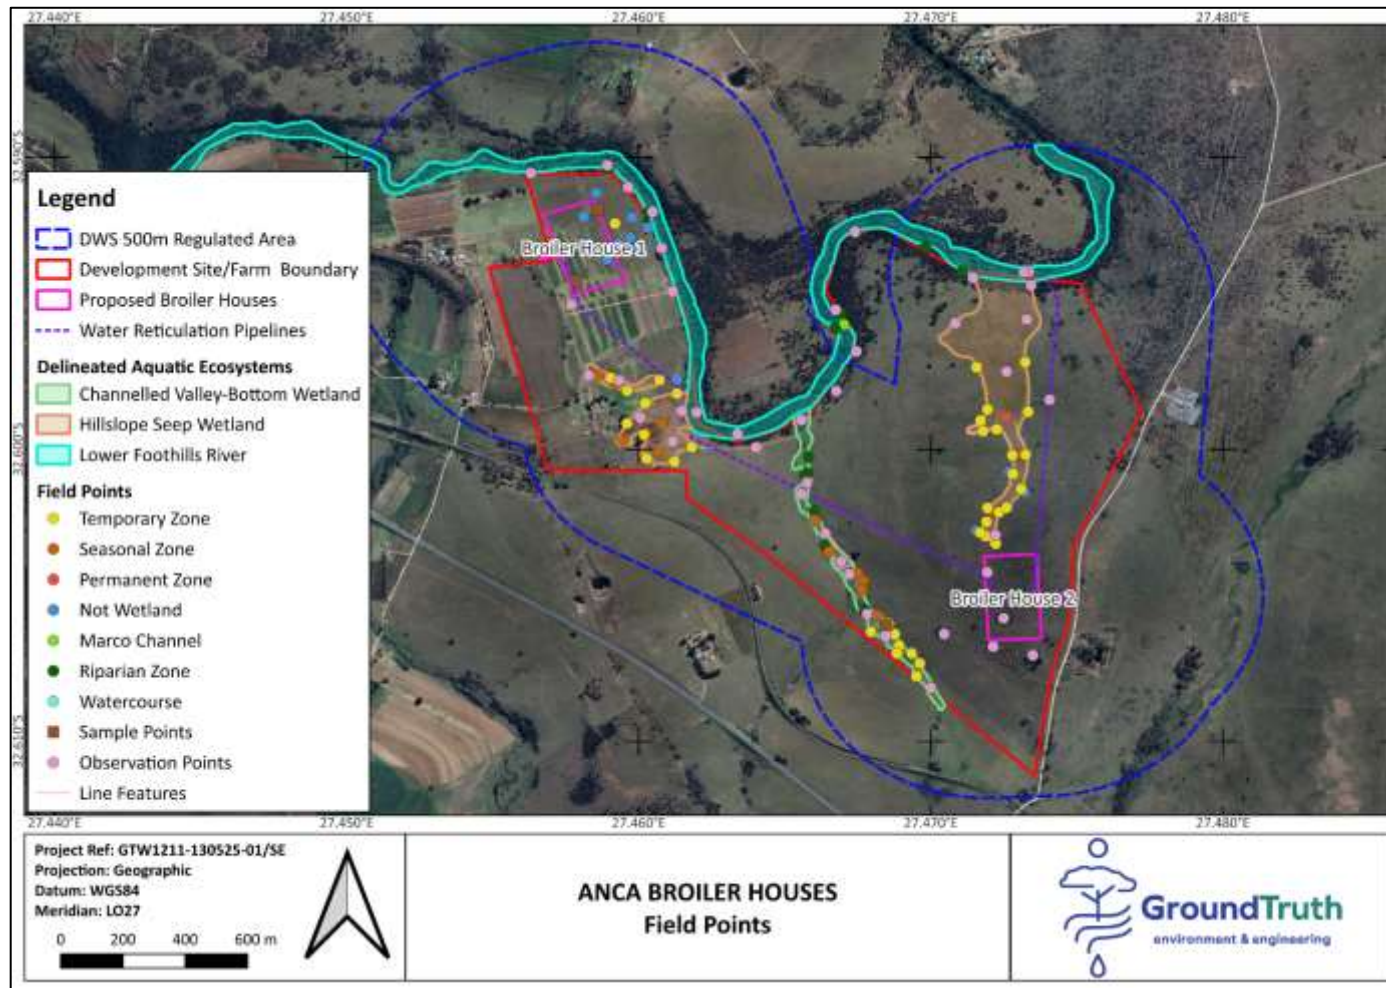 27.440°E 27.450°E 27.460°E 27.470°E 27.480°E
32.590°S
32.600°S
32.610°S
Legend
DWS 500m Regulated Area
Development Site/Farm Boundary
Proposed Broiler Houses
Water Reticulation Pipelines
Delineated Aquatic Ecosystems
Channelled Valley-Bottom Wetland
Hillslope Seep Wetland
Lower Foothills River
Field Points
Temporary Zone
Seasonal Zone
Permanent Zone
Not Wetland
Marco Channel
Riparian Zone
Watercourse
Sample Points
Observation Points
Line Features
Broiler House 1
Broiler House 2
27.440°E 27.450°E 27.460°E 27.470°E 27.480°E
Project Ref: GTW1211-130525-01/SE
Projection: Geographic
Datum: WGS84
Meridian: LO27
0 200 400 600 m
ANCA BROILER HOUSES
Field Points
GroundTruth
environment & engineering